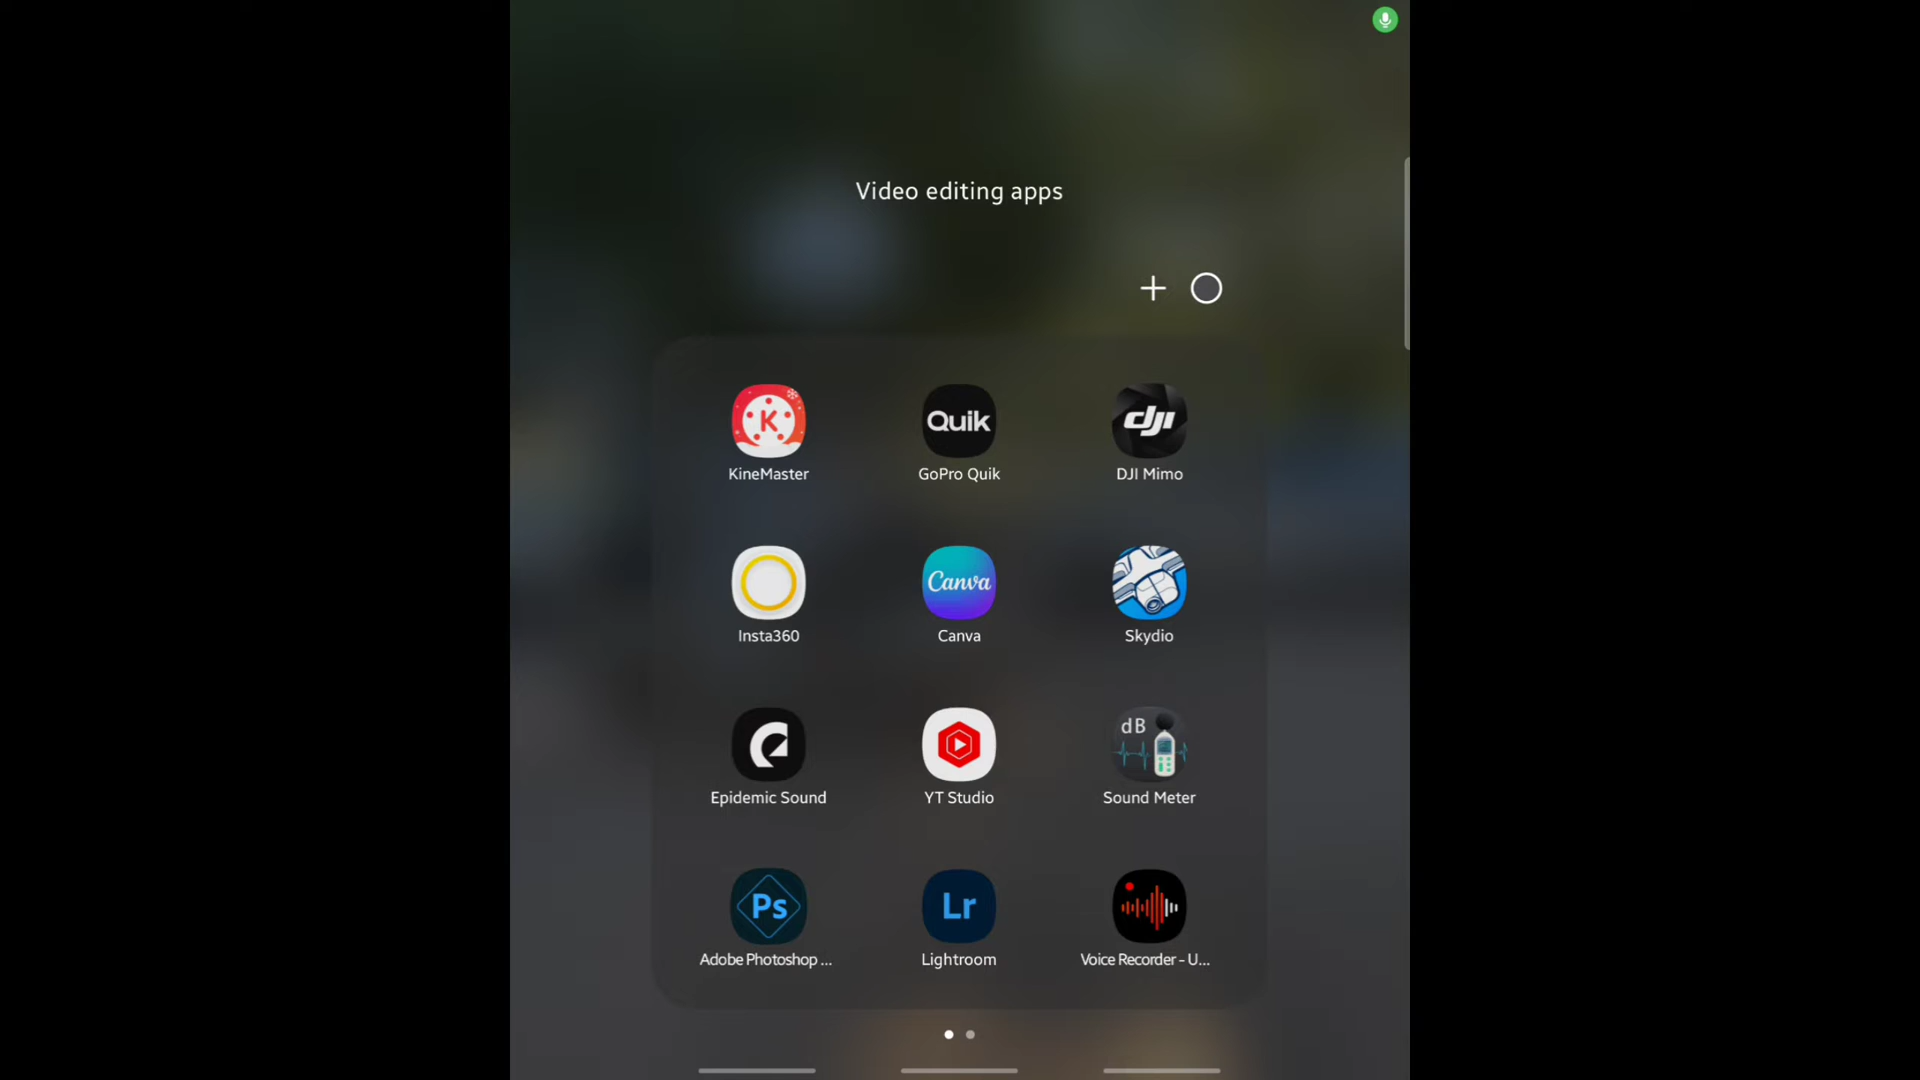 Video editing apps
K
Quik
dji
KineMaster
GoPro Quik
DJI Mimo
Canva
Insta360
Canva
Skydio
dB
Epidemic Sound
YT Studio
Sound Meter
Ps
Lr
Adobe Photoshop ...
Lightroom
Voice Recorder - U...